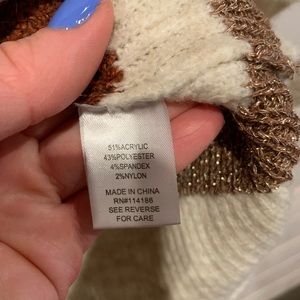 51%ACRYLIC
43%POLYESTER
4%SPANDEX
2%NYLON
MADE IN CHINA
RN#114186
SEE REVERSE
FOR CARE